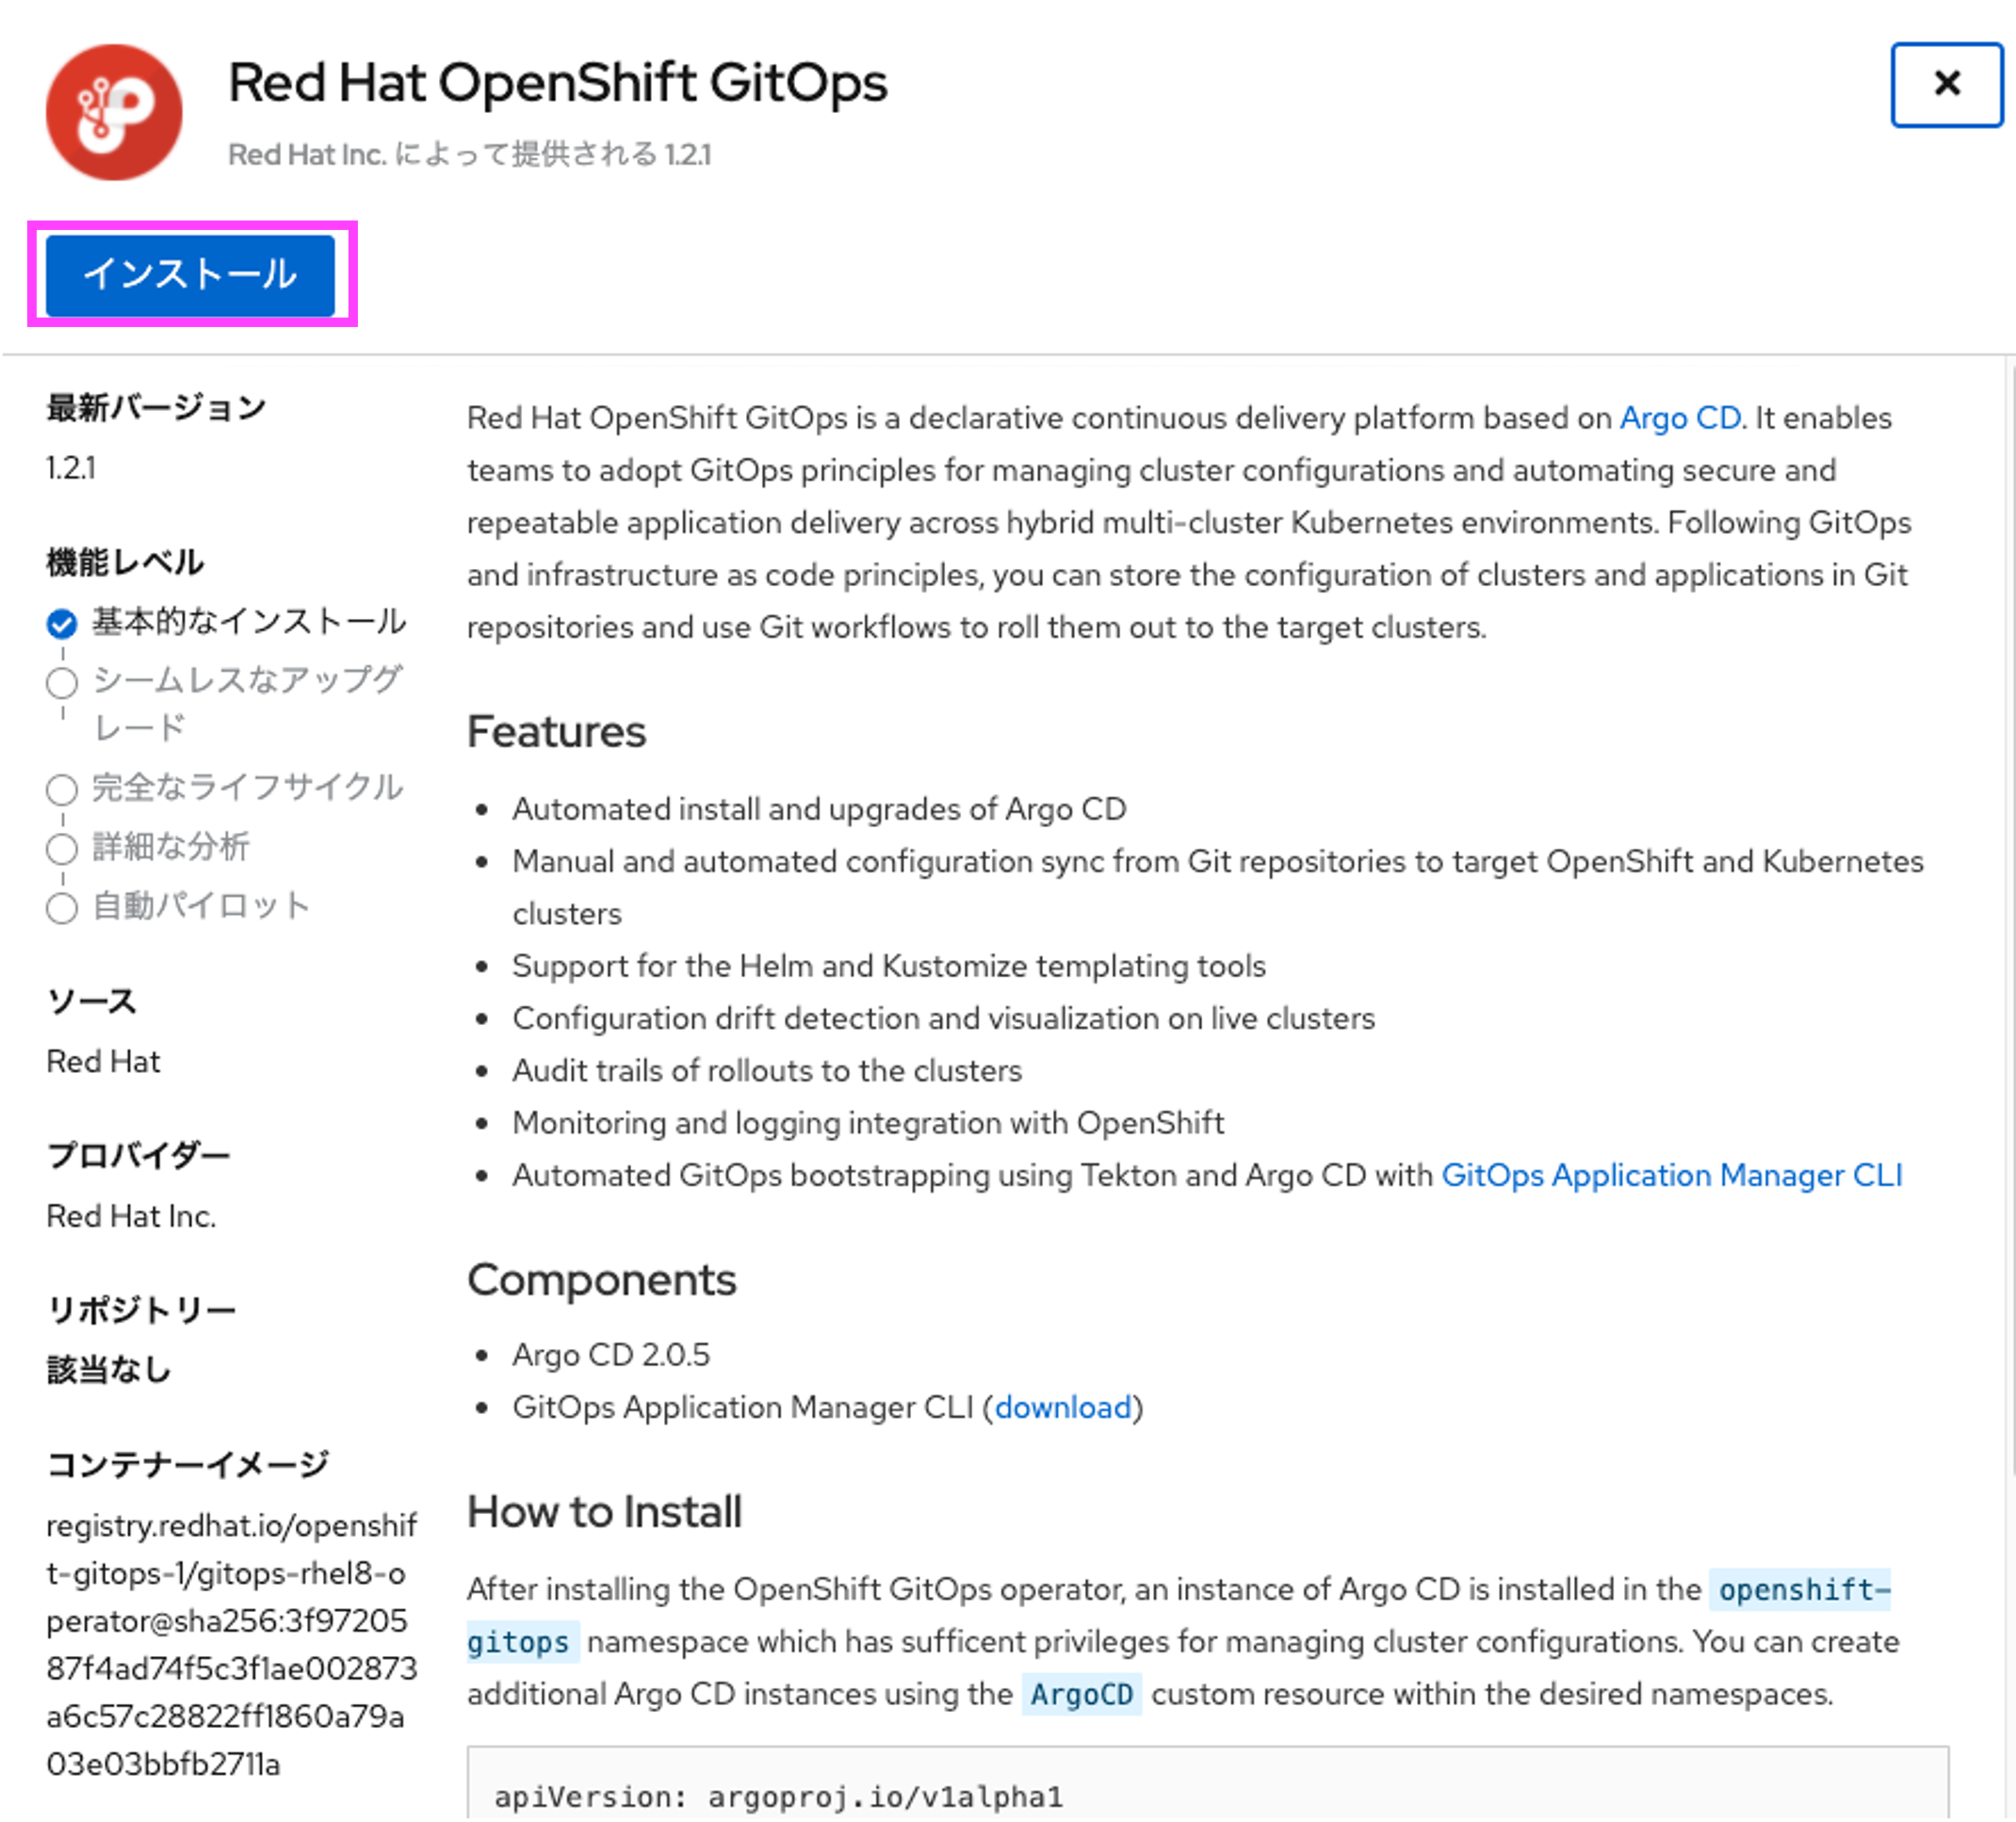 Red Hat OpenShift GitOps
Red Hat Inc. によって提供される 1.2.1
インストール
最新バージョン
1.2.1
機能レベル
基本的なインストール
シームレスなアップグ
レード
完全なライフサイクル
詳細な分析
自動パイロット
ソース
Red Hat
プロバイダー
Red Hat Inc.
リポジトリー
該当なし
コンテナーイメージ
registry.redhat.io/openshif
t-gitops-1/gitops-rhel8-o
perator@sha256:3f97205
87f4ad74f5c3f1ae002873
a6c57c28822ff1860a79a
03e03bbfb2711a
Red Hat OpenShift GitOps is a declarative continuous delivery platform based on Argo CD. It enables
teams to adopt GitOps principles for managing cluster configurations and automating secure and
repeatable application delivery across hybrid multi-cluster Kubernetes environments. Following GitOps
and infrastructure as code principles, you can store the configuration of clusters and applications in Git
repositories and use Git workflows to roll them out to the target clusters.
Features
• Automated install and upgrades of Argo CD
• Manual and automated configuration sync from Git repositories to target OpenShift and Kubernetes
clusters
• Support for the Helm and Kustomize templating tools
• Configuration drift detection and visualization on live clusters
• Audit trails of rollouts to the clusters
• Monitoring and logging integration with OpenShift
• Automated GitOps bootstrapping using Tekton and Argo CD with GitOps Application Manager CLI
Components
• Argo CD 2.0.5
• GitOps Application Manager CLI (download)
How to Install
After installing the OpenShift GitOps operator, an instance of Argo CD is installed in the openshift-
gitops namespace which has sufficent privileges for managing cluster configurations. You can create
additional Argo CD instances using the ArgoCD custom resource within the desired namespaces.
apiVersion: argoproj.io/v1alpha1